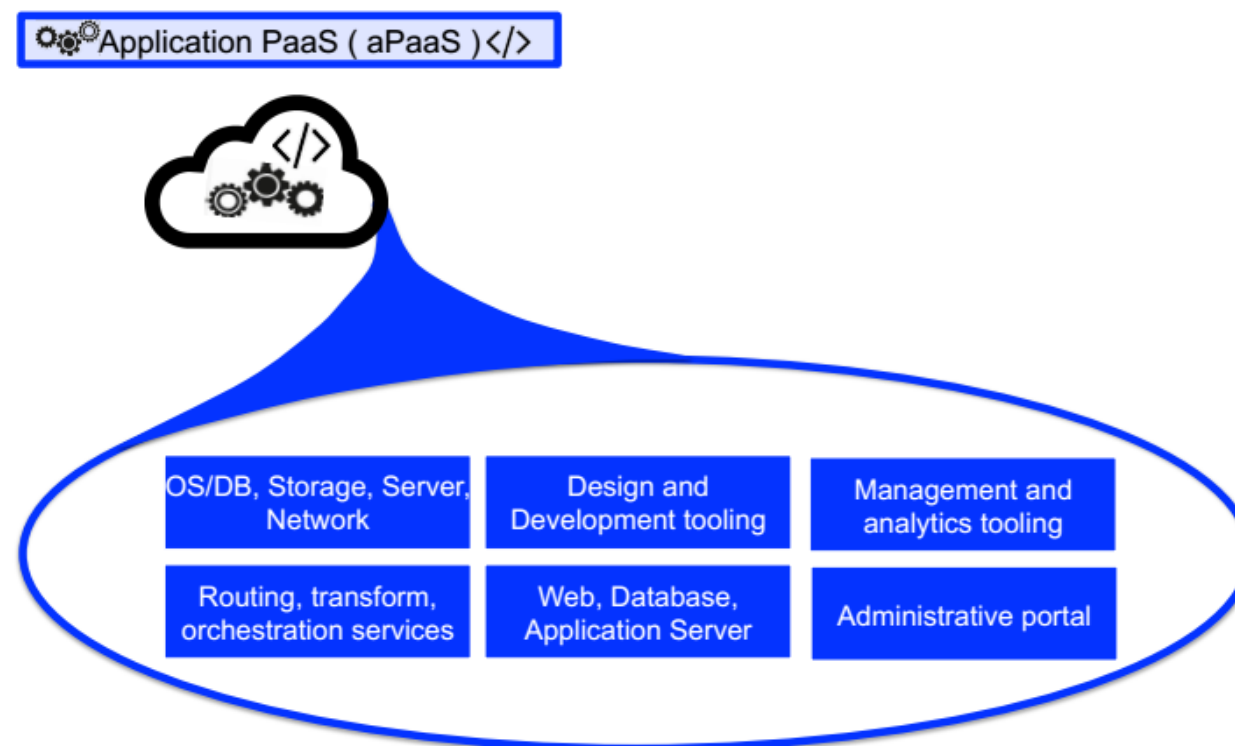 Application PaaS ( aPaaS )</>
</>
OS/DB, Storage, Server,
Network
Design and
Development tooling
Management and
analytics tooling
Routing, transform,
orchestration services
Web, Database,
Application Server
Administrative portal